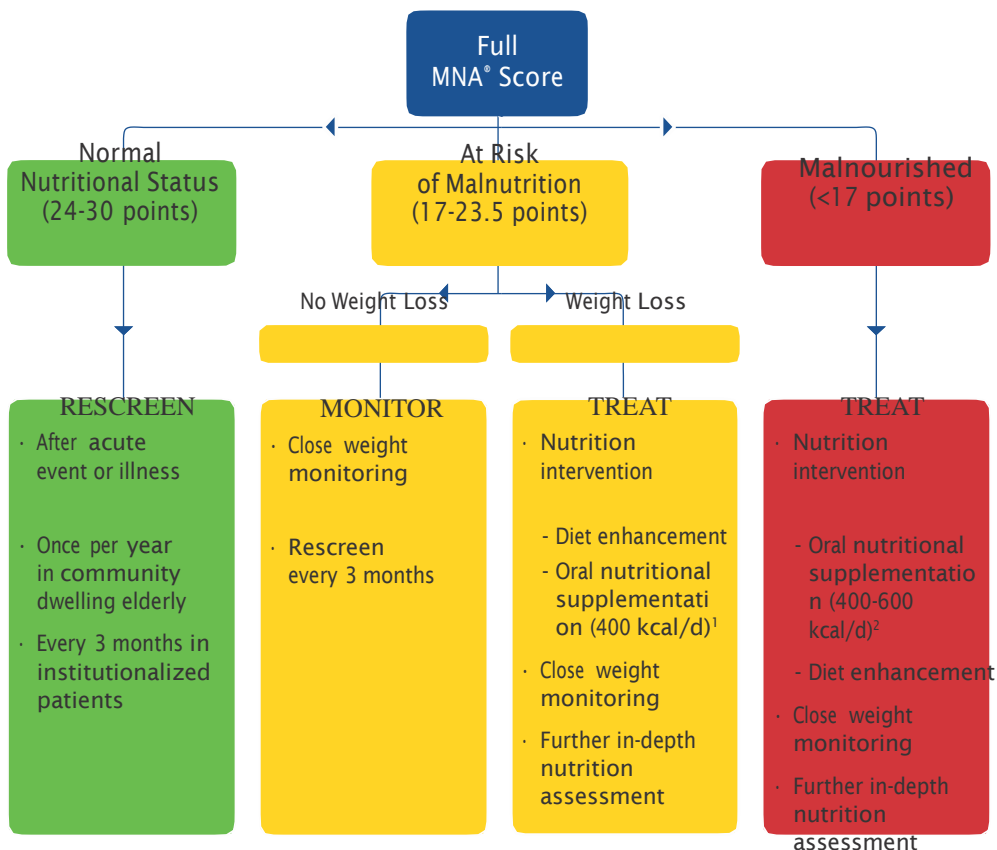 Full
MNA® Score
Normal
Nutritional Status
(24-30 points)
At Risk
of Malnutrition
(17-23.5 points)
Malnourished
(<17 points)
No Weight Loss
Weight Loss
RESCREEN
· After acute
event or illness
· Once per year
in community
dwelling elderly
· Every 3 months in
institutionalized
patients
MONITOR
· Close weight
monitoring
· Rescreen
every 3 months
TREAT
· Nutrition
intervention
- Diet enhancement
- Oral nutritional
supplementati
on (400 kcal/d)¹
· Close weight
monitoring
· Further in-depth
nutrition
assessment
TREAT
· Nutrition
intervention
- Oral nutritional
supplementatio
n (400-600
kcal/d)²
- Diet enhancement
· Close weight
monitoring
· Further in-depth
nutrition
assessment